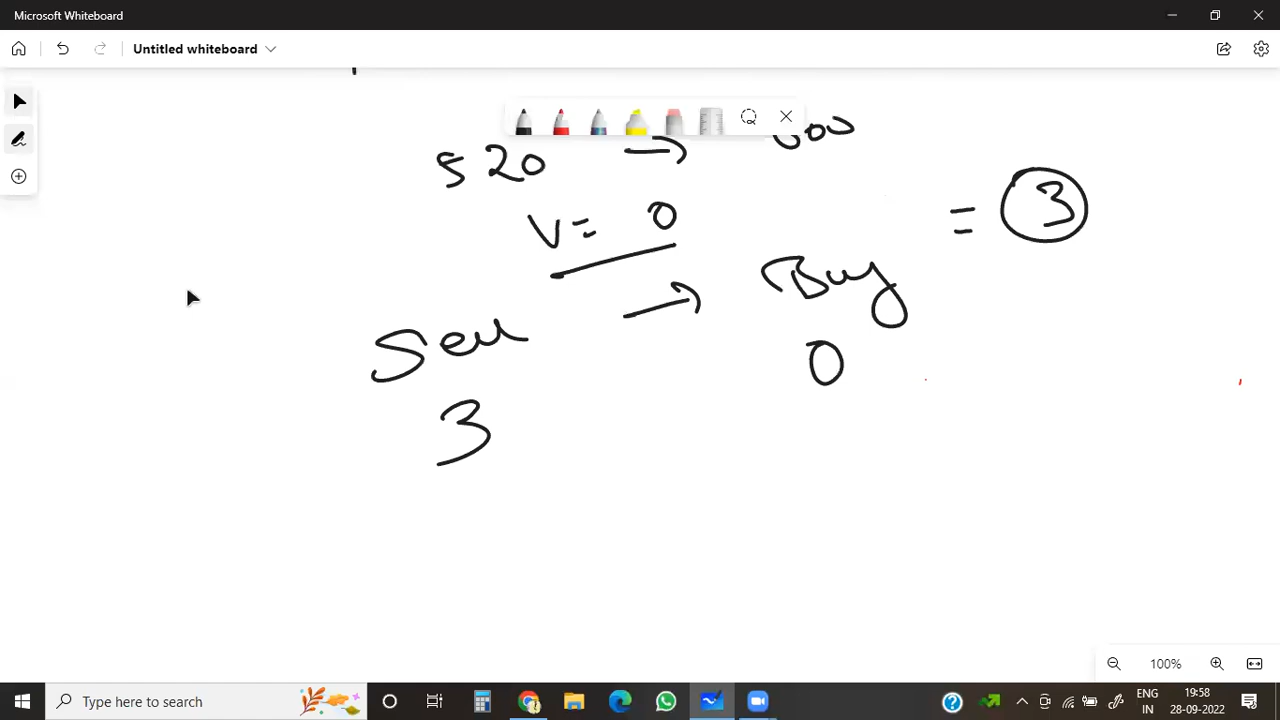 Microsoft Whiteboard
Untitled whiteboard
520 →
V = 0
= 3
Sell → Buy
3 0
100%
Type here to search
ENG
IN
19:58
28-09-2022